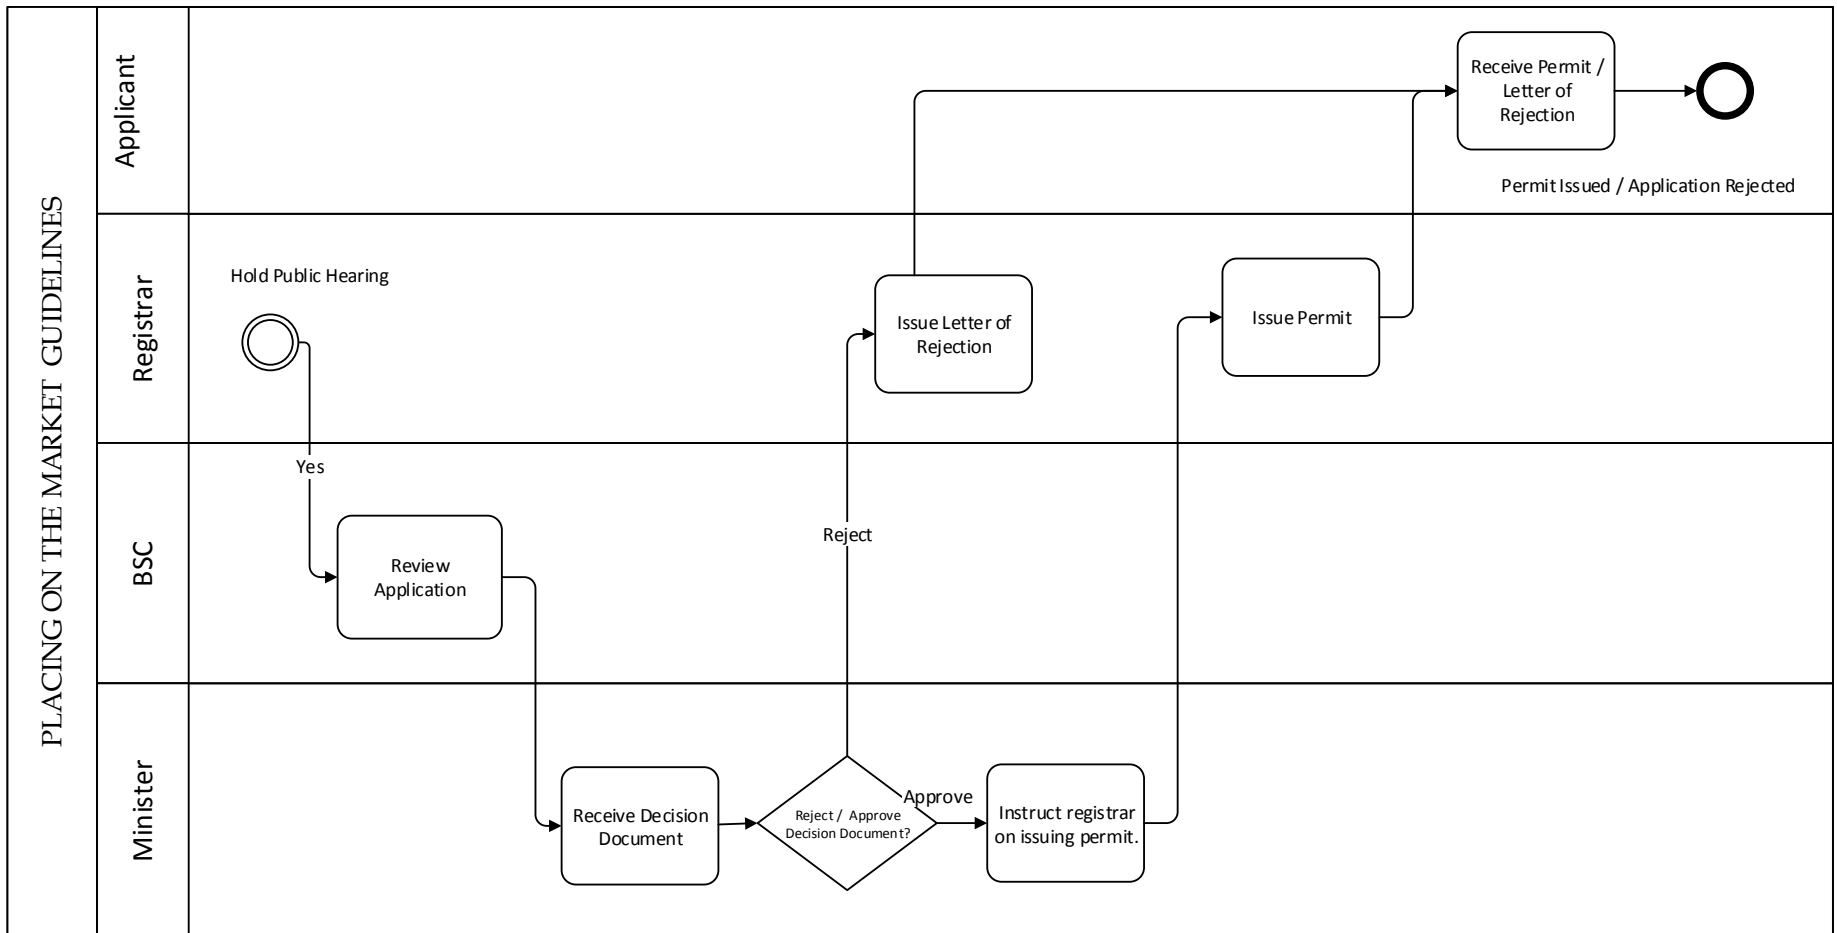 PLACING ON THE MARKET GUIDELINES
Applicant
Receive Permit /
Letter of
Rejection
Permit Issued / Application Rejected
Registrar
Hold Public Hearing
Issue Letter of
Rejection
Issue Permit
BSC
Yes
Review
Application
Reject
Minister
Receive Decision
Document
Reject / Approve
Decision Document?
Approve
Instruct registrar
on issuing permit.